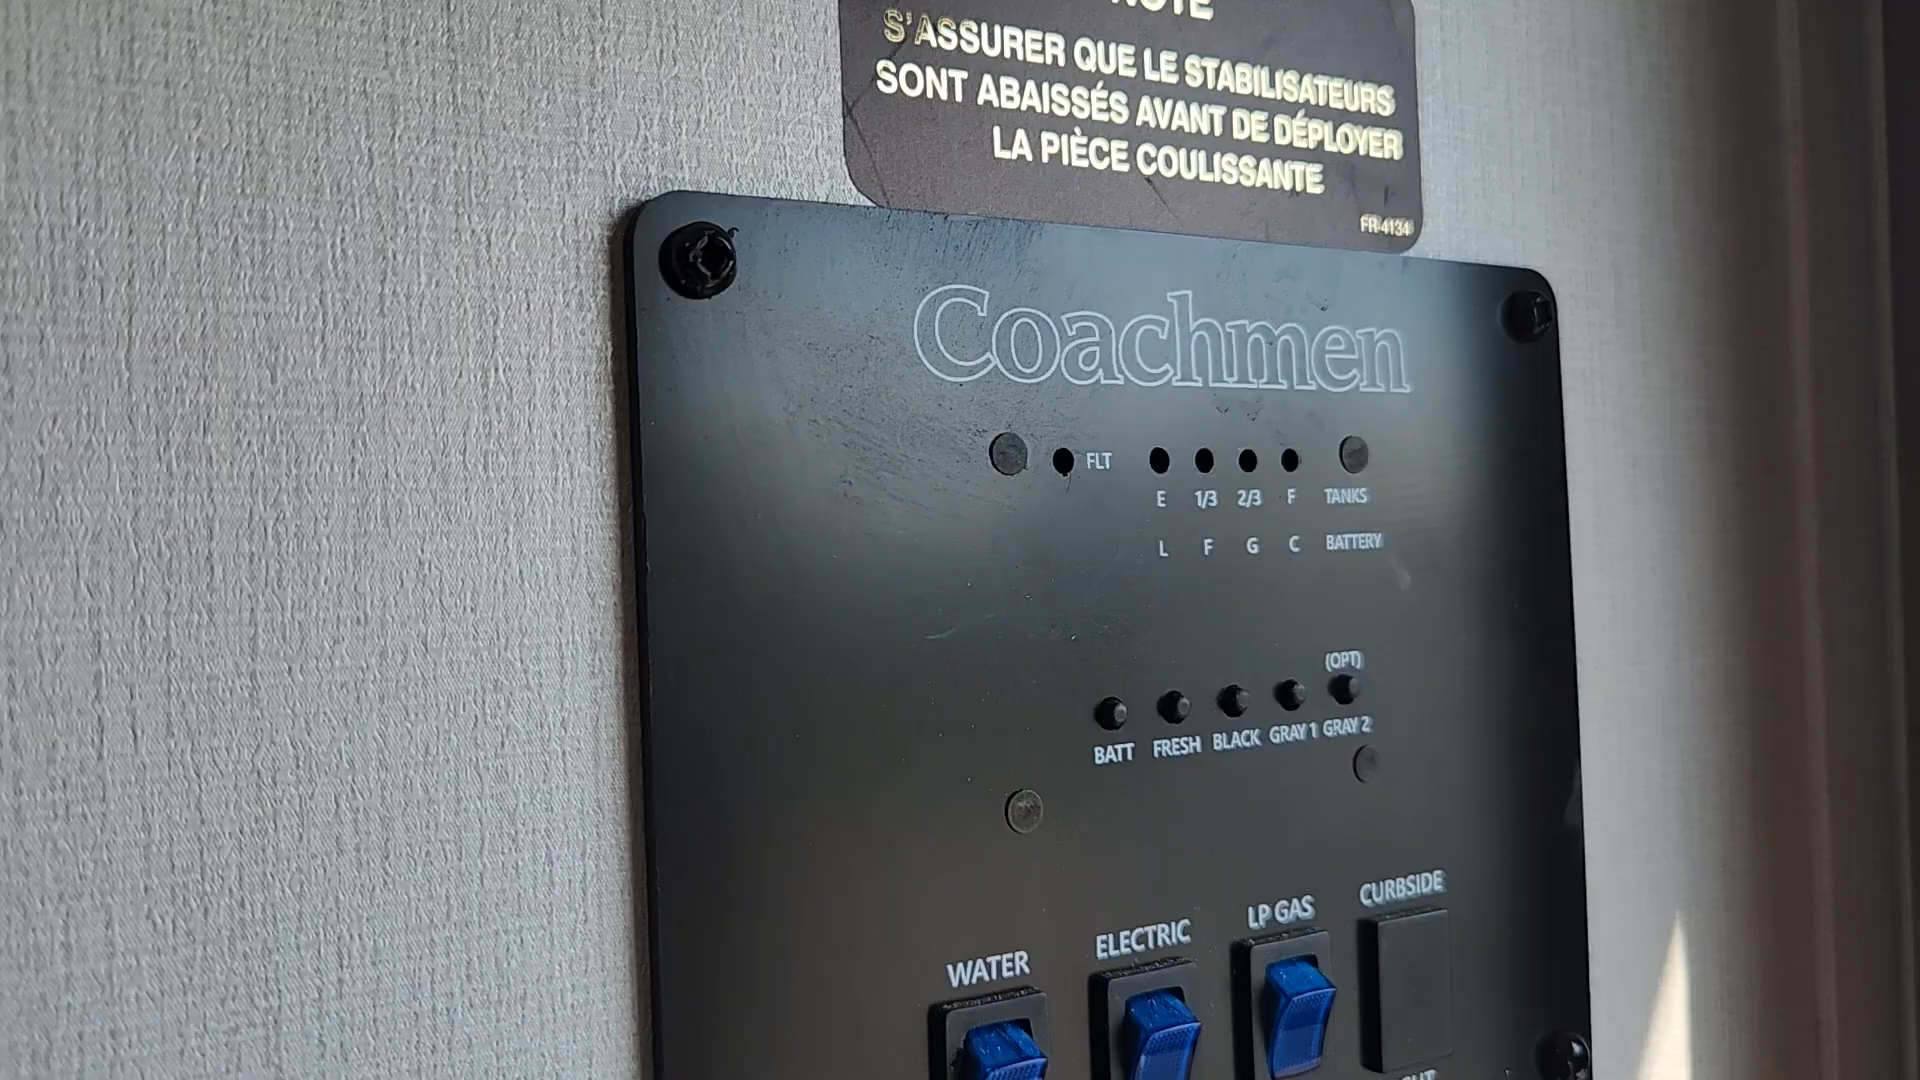 NOTE
S'ASSURER QUE LE STABILISATEURS
SONT ABAISSÉS AVANT DE DÉPLOYER
LA PIÈCE COULISSANTE
FR-4134
Coachmen
FLT
E 1/3 2/3 F TANKS
L F G C BATTERY
(OPT)
BATT FRESH BLACK GRAY 1 GRAY 2
WATER ELECTRIC LP GAS CURBSIDE